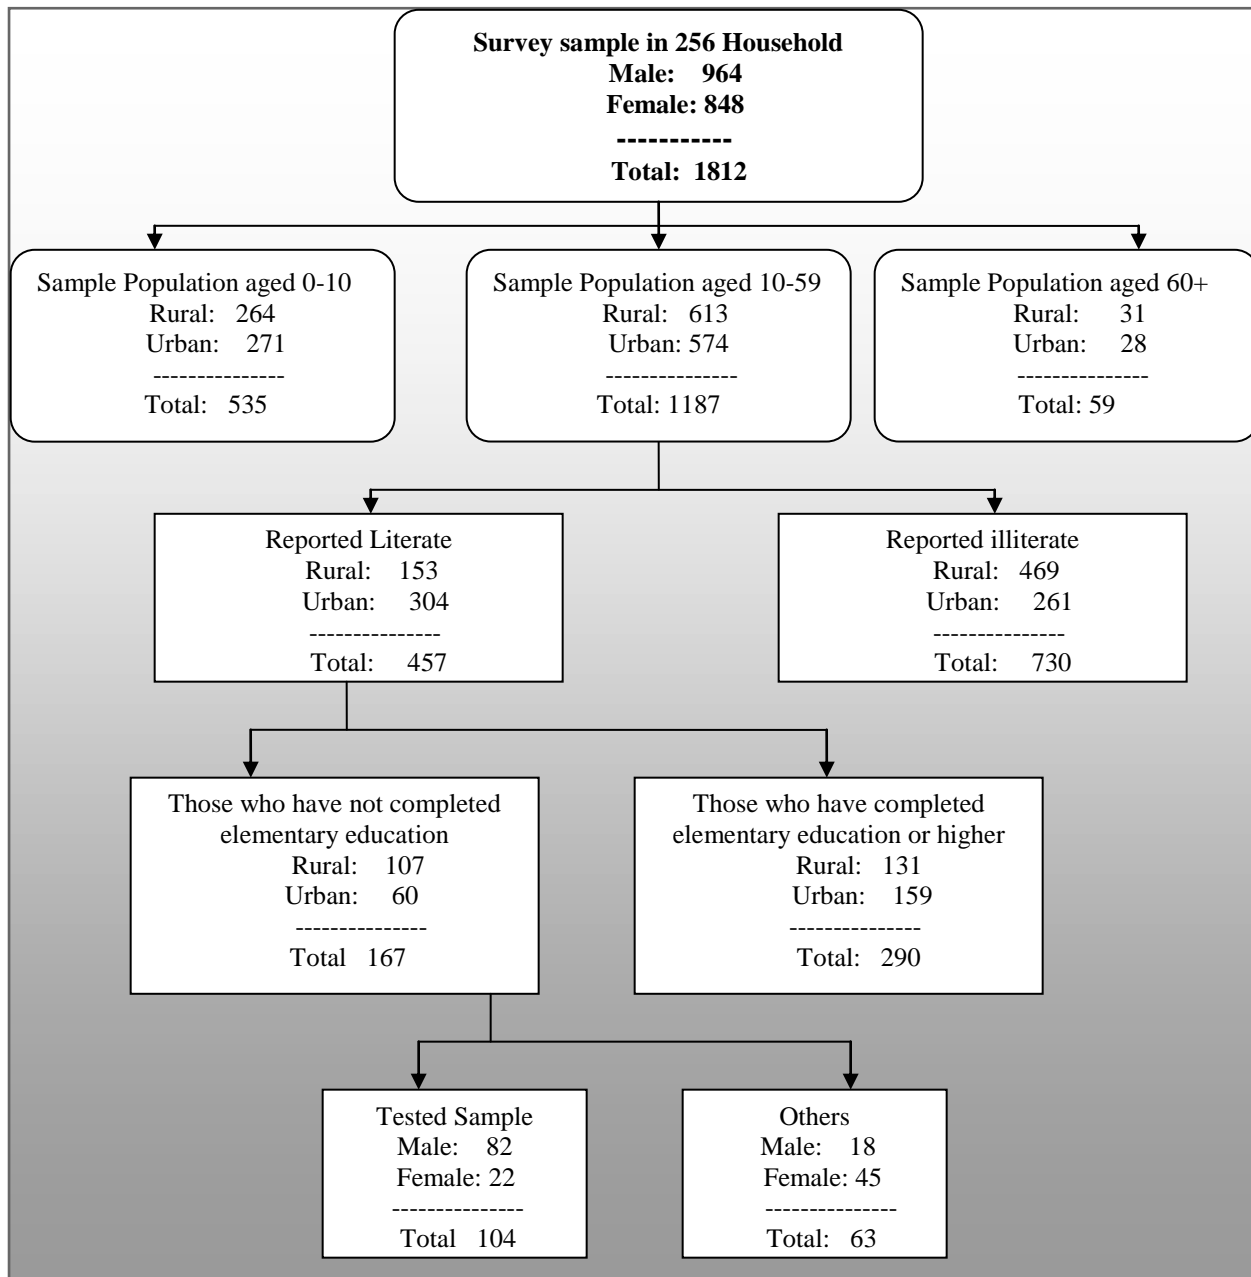 Survey sample in 256 Household
Male: 964
Female: 848
-----------
Total: 1812
Sample Population aged 0-10
Rural: 264
Urban: 271
---------------
Total: 535
Sample Population aged 10-59
Rural: 613
Urban: 574
---------------
Total: 1187
Sample Population aged 60+
Rural: 31
Urban: 28
---------------
Total: 59
Reported Literate
Rural: 153
Urban: 304
---------------
Total: 457
Reported illiterate
Rural: 469
Urban: 261
---------------
Total: 730
Those who have not completed
elementary education
Rural: 107
Urban: 60
---------------
Total 167
Those who have completed
elementary education or higher
Rural: 131
Urban: 159
---------------
Total: 290
Tested Sample
Male: 82
Female: 22
---------------
Total 104
Others
Male: 18
Female: 45
---------------
Total: 63